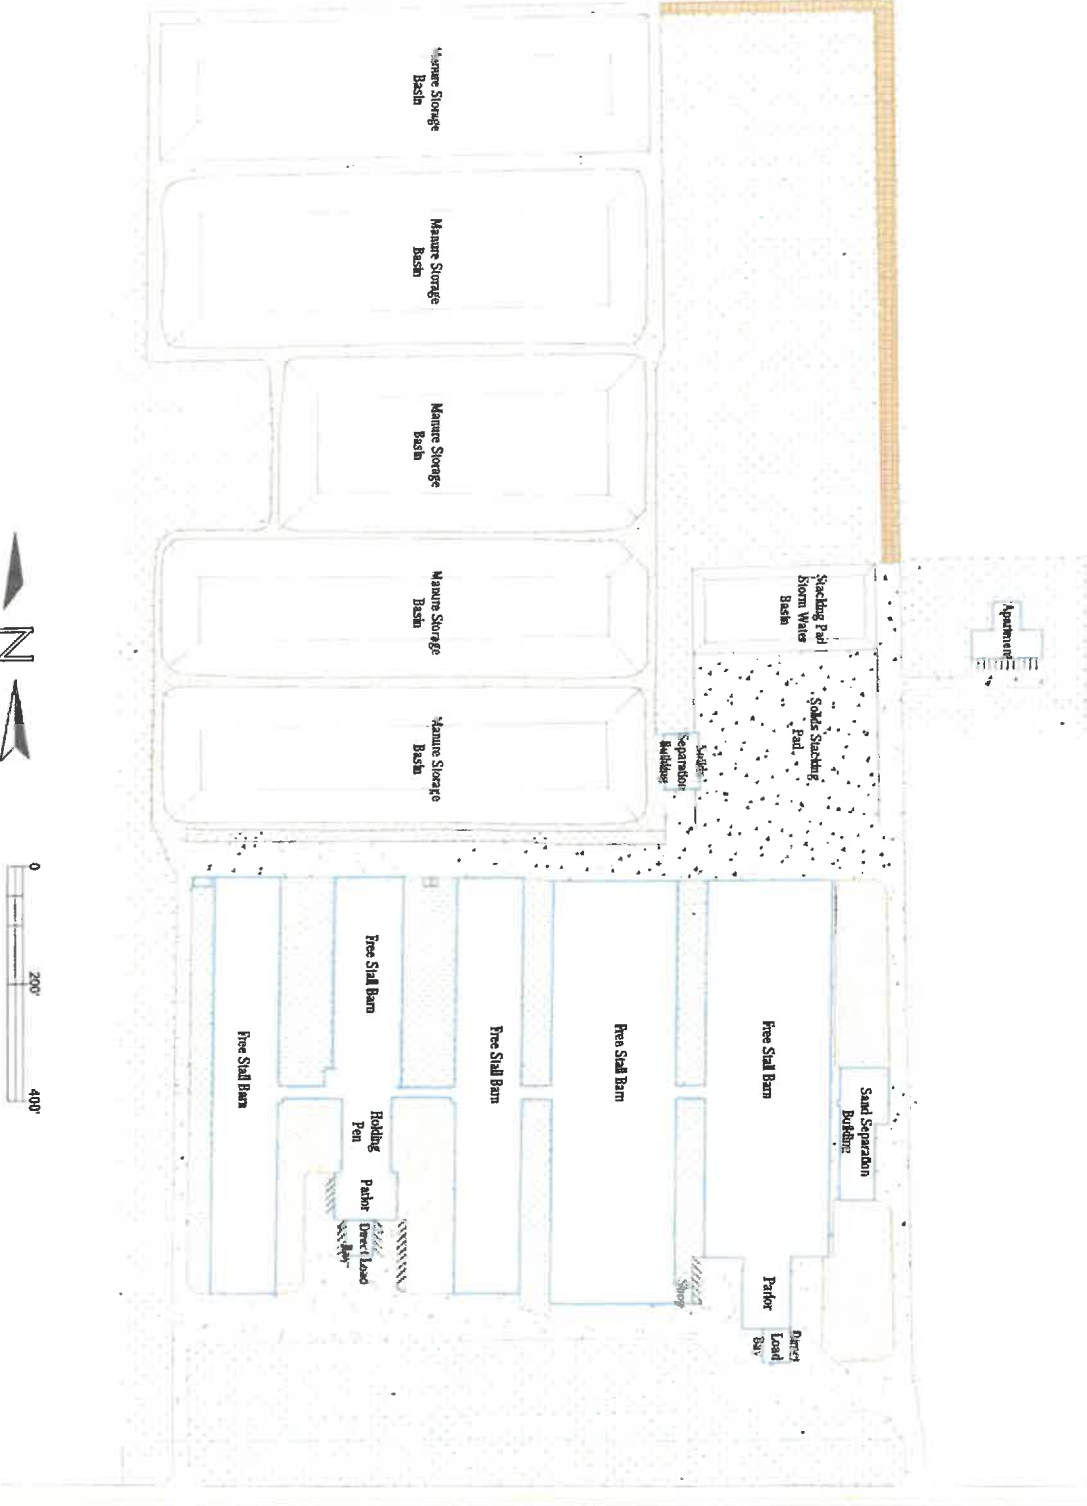 Manure Storage
Basin
Manure Storage
Basin
Manure Storage
Basin
Manure Storage
Basin
Manure Storage
Basin
Stacking Pad
Storm Water
Basin
Apartment
Solids Stacking
Pad
Solids
Separation
Building
Free Stall Barn
Free Stall Barn
Free Stall Barn
Free Stall Barn
Free Stall Barn
Sand Separation
Building
Holding
Pen
Parlor
Direct Load
Bay
Shop
Parlor
Direct
Load
Bay
N
0
200'
400'